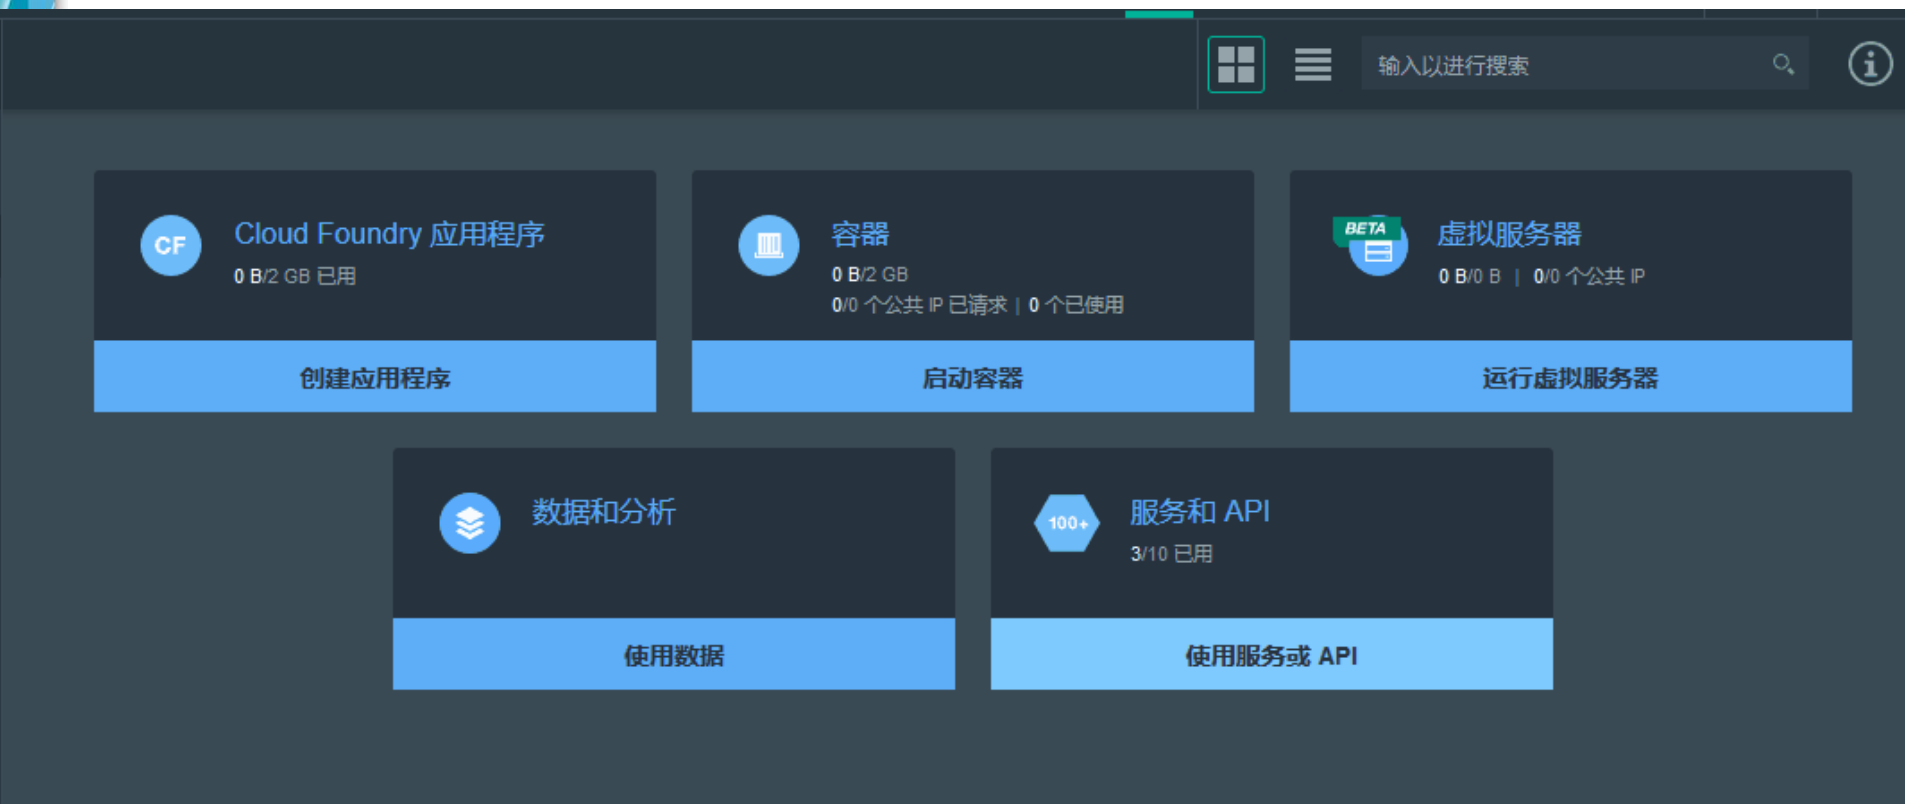 输入以进行搜索
CF
Cloud Foundry 应用程序
0 B/2 GB 已用
创建应用程序
容器
0 B/2 GB
0/0 个公共 IP 已请求 | 0 个已使用
启动容器
BETA
虚拟服务器
0 B/0 B | 0/0 个公共 IP
运行虚拟服务器
数据和分析
使用数据
100+
服务和 API
3/10 已用
使用服务或 API